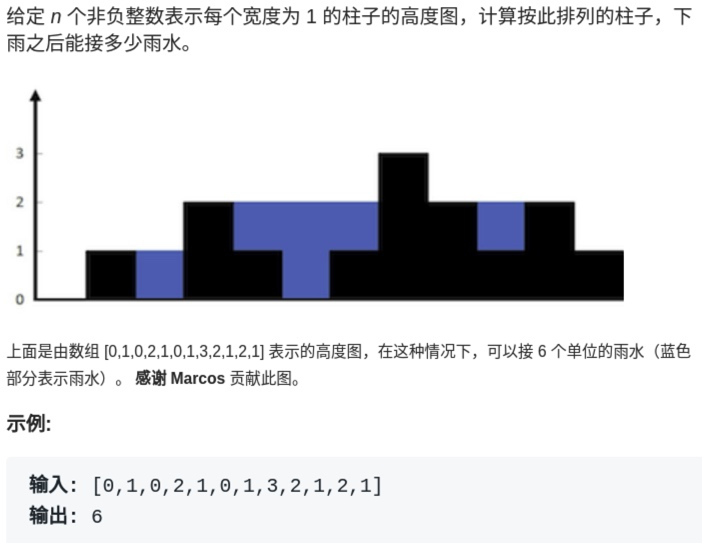 给定 n 个非负整数表示每个宽度为 1 的柱子的高度图，计算按此排列的柱子，下
雨之后能接多少雨水。
3
2
1
0
上面是由数组 [0,1,0,2,1,0,1,3,2,1,2,1] 表示的高度图，在这种情况下，可以接 6 个单位的雨水（蓝色
部分表示雨水）。 感谢 Marcos 贡献此图。
示例:
输入: [0,1,0,2,1,0,1,3,2,1,2,1]
输出: 6